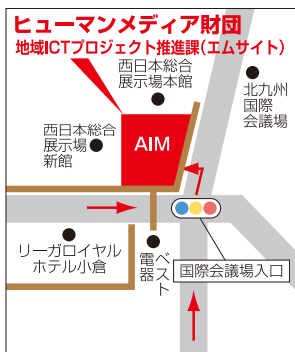 ヒューマンメディア財団
地域ICTプロジェクト推進課(エムサイト)
西日本総合
展示場本館
北九州
国際
会議場
西日本総合
展示場
新館
AIM
リーガロイヤル
ホテル小倉
ベスト
電器
国際会議場入口